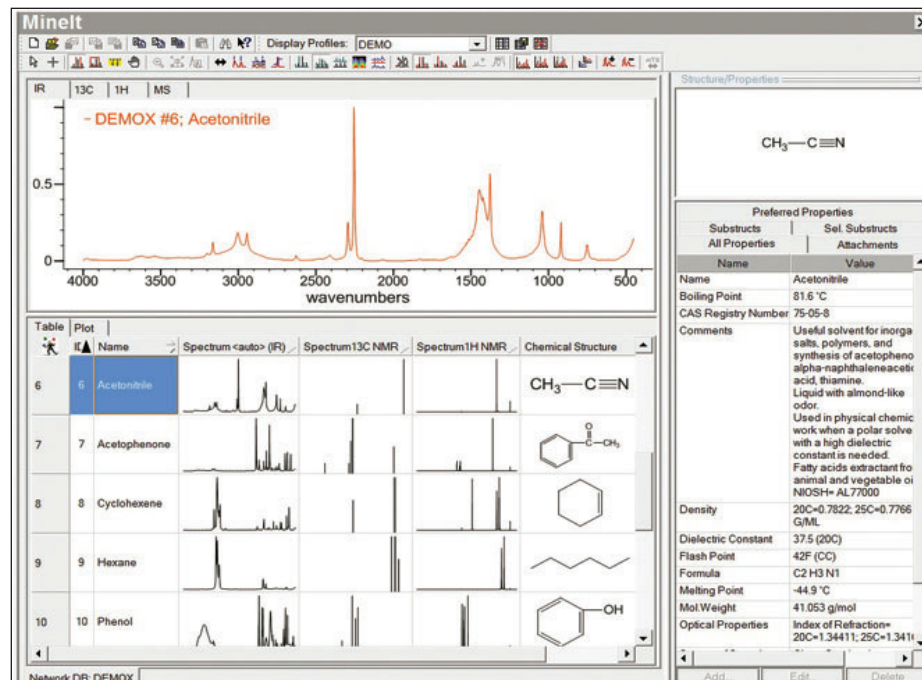 MineIt
Display Profiles: DEMO
IR 13C 1H MS
DEMOX #6; Acetonitrile
1
0.5
0
4000 3500 3000 2500 2000 1500 1000 500
wavenumbers
Structure/Properties
CH3—C≡N
Preferred Properties
Substructs Sel. Substructs
All Properties Attachments
Name Value
Name Acetonitrile
Boiling Point 81.6 °C
CAS Registry Number 75-05-8
Comments Useful solvent for inorga
salts, polymers, and
synthesis of acetopheno
alpha-naphthaleneacetic
acid, thiamine.
Liquid with almond-like
odor.
Used in physical chemic
work when a polar solve
with a high dielectric
constant is needed.
Fatty acids extractant fro
animal and vegetable oi
NIOSH= AL77000
Density 20C=0.7822; 25C=0.7766
G/ML
Dielectric Constant 37.5 (20C)
Flash Point 42F (CC)
Formula C2 H3 N1
Melting Point -44.9 °C
Mol.Weight 41.053 g/mol
Optical Properties Index of Refraction=
20C=1.34411; 25C=1.341
Add... Edit... Delete
Table Plot
Name Spectrum <auto> (IR) Spectrum13C NMR Spectrum1H NMR Chemical Structure
6 6 Acetonitrile CH3—C≡N
7 7 Acetophenone O CH3
8 8 Cyclohexene
9 9 Hexane
10 10 Phenol OH
Network DB: DEMOX